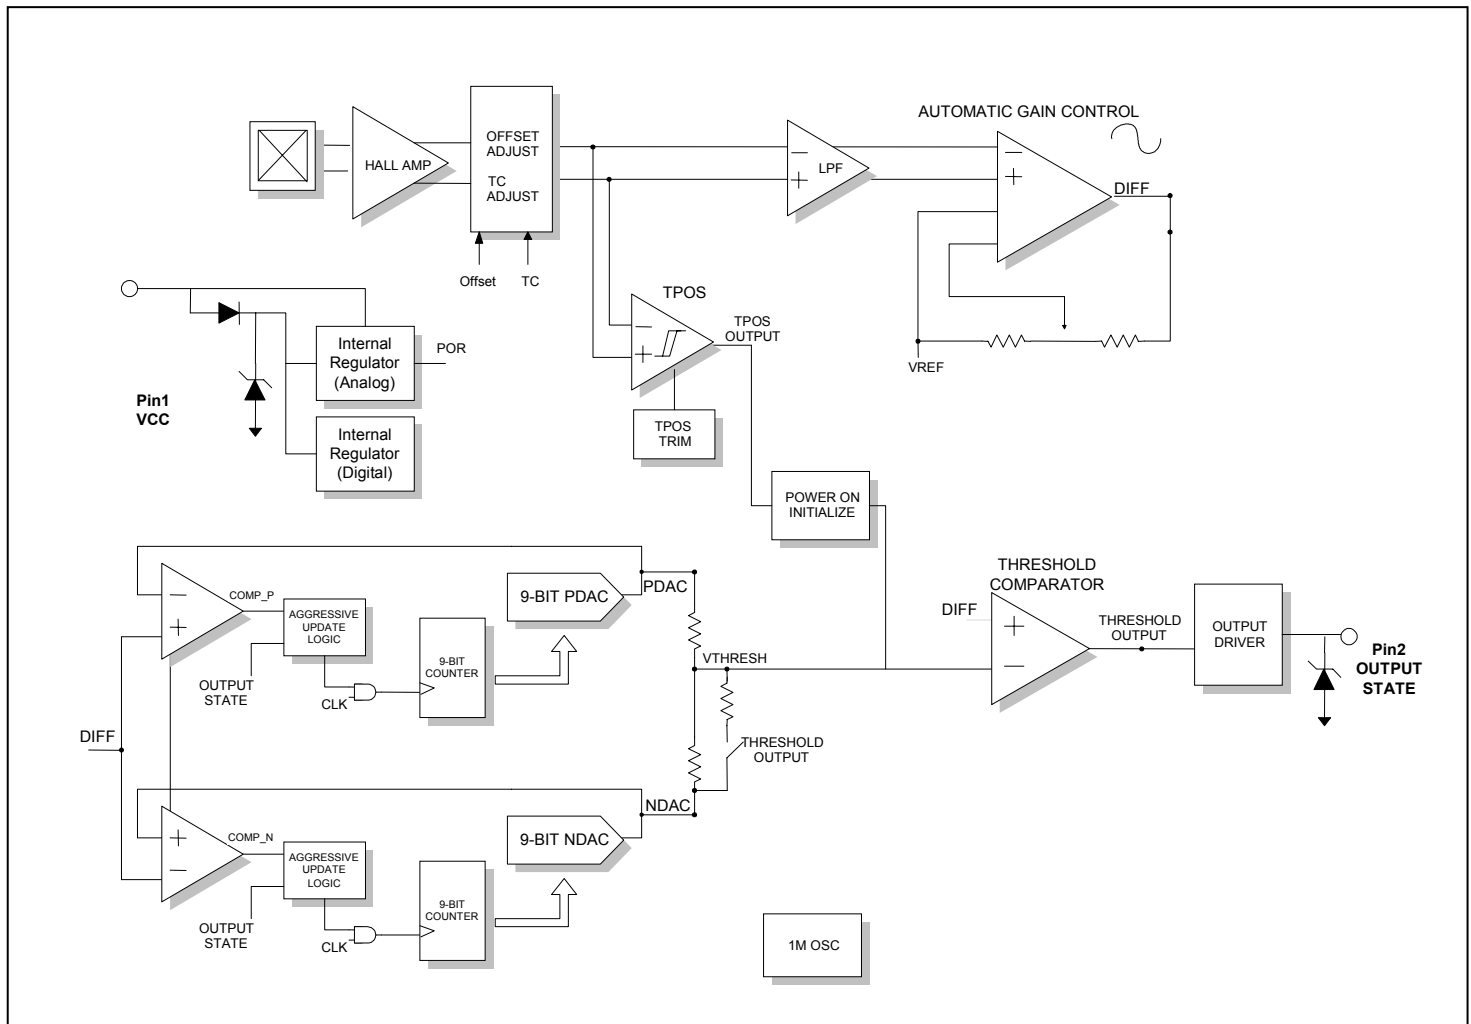 AUTOMATIC GAIN CONTROL
HALL AMP
OFFSET
ADJUST
TC
ADJUST
LPF
DIFF
Offset
TC
TPOS
TPOS
OUTPUT
VREF
TPOS
TRIM
Pin1
VCC
Internal
Regulator
(Analog)
POR
Internal
Regulator
(Digital)
POWER ON
INITIALIZE
COMP_P
AGGRESSIVE
UPDATE
LOGIC
OUTPUT
STATE
CLK
9-BIT
COUNTER
9-BIT PDAC
PDAC
VTHRESH
THRESHOLD
OUTPUT
THRESHOLD
COMPARATOR
DIFF
THRESHOLD
OUTPUT
OUTPUT
DRIVER
Pin2
OUTPUT
STATE
DIFF
COMP_N
AGGRESSIVE
UPDATE
LOGIC
OUTPUT
STATE
CLK
9-BIT
COUNTER
9-BIT NDAC
NDAC
1M OSC